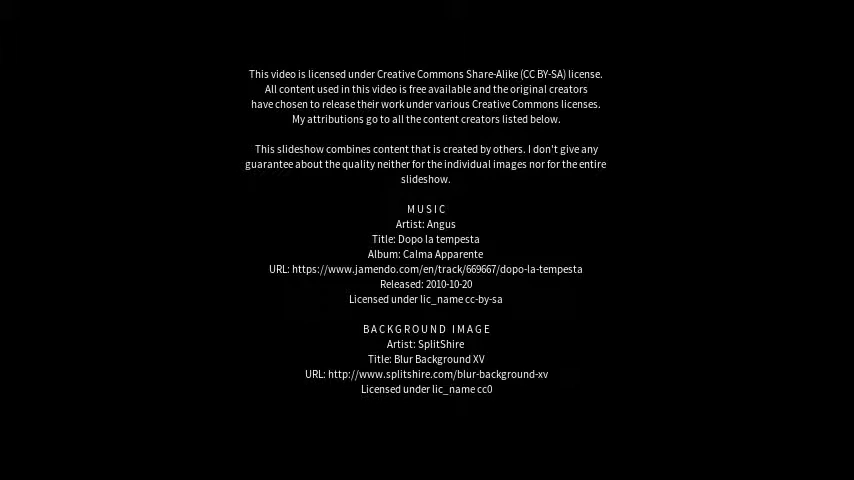 This video is licensed under Creative Commons Share-Alike (CC BY-SA) license.
All content used in this video is free available and the original creators
have chosen to release their work under various Creative Commons licenses.
My attributions go to all the content creators listed below.
This slideshow combines content that is created by others. I don't give any
guarantee about the quality neither for the individual images nor for the entire
slideshow.
MUSIC
Artist: Angus
Title: Dopo la tempesta
Album: Calma Apparente
URL: https://www.jamendo.com/en/track/669667/dopo-la-tempesta
Released: 2010-10-20
Licensed under lic_name cc-by-sa
BACKGROUND IMAGE
Artist: SplitShire
Title: Blur Background XV
URL: http://www.splitshire.com/blur-background-xv
Licensed under lic_name cc0